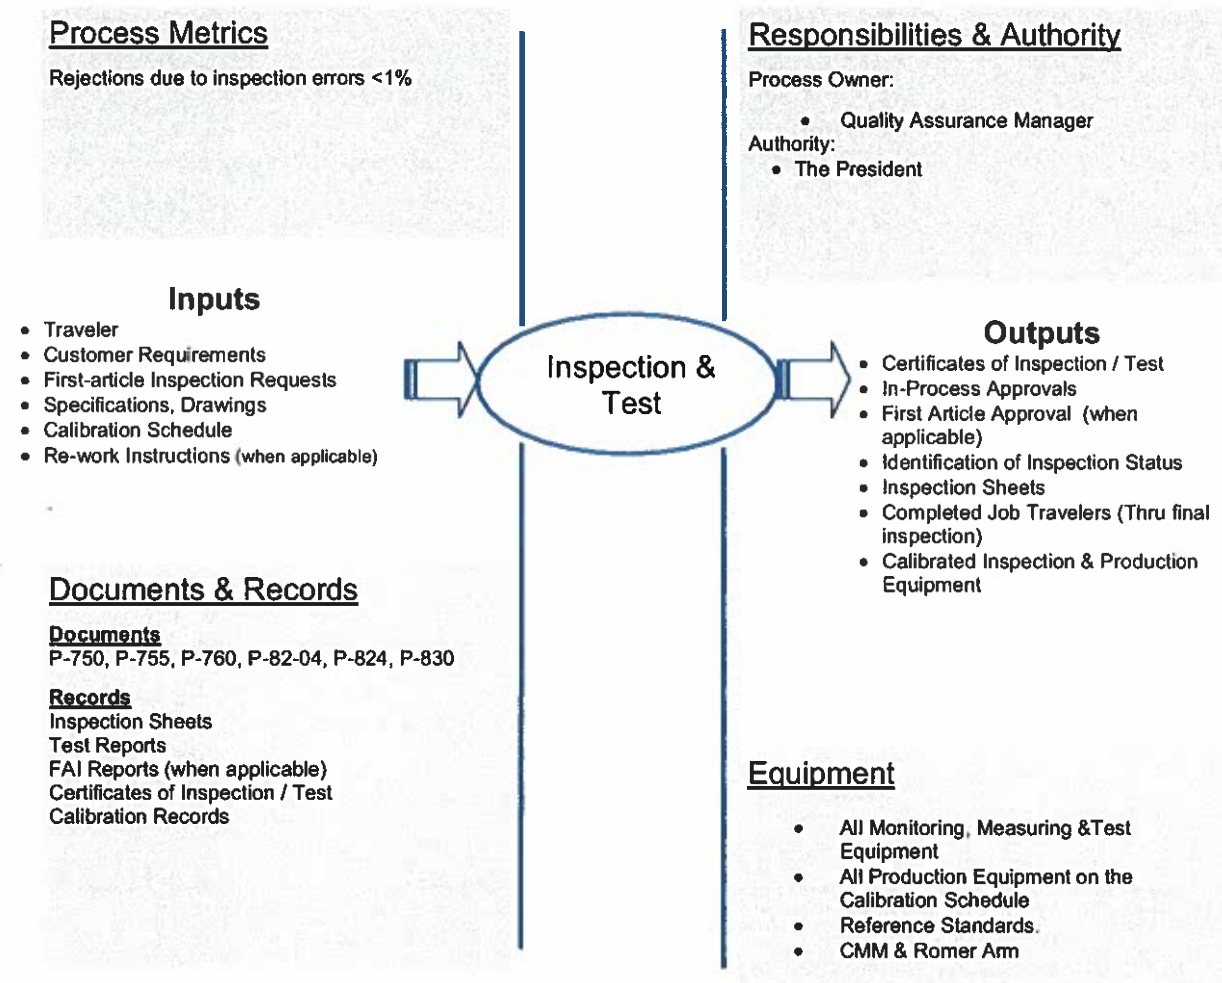 Process Metrics
Rejections due to inspection errors <1%
Responsibilities & Authority
Process Owner:
• Quality Assurance Manager
Authority:
• The President
Inputs
• Traveler
• Customer Requirements
• First-article Inspection Requests
• Specifications, Drawings
• Calibration Schedule
• Re-work Instructions (when applicable)
Inspection &
Test
Outputs
• Certificates of Inspection / Test
• In-Process Approvals
• First Article Approval (when
applicable)
• Identification of Inspection Status
• Inspection Sheets
• Completed Job Travelers (Thru final
inspection)
• Calibrated Inspection & Production
Equipment
Documents & Records
Documents
P-750, P-755, P-760, P-82-04, P-824, P-830
Records
Inspection Sheets
Test Reports
FAI Reports (when applicable)
Certificates of Inspection / Test
Calibration Records
Equipment
• All Monitoring, Measuring &Test
Equipment
• All Production Equipment on the
Calibration Schedule
• Reference Standards.
• CMM & Romer Arm